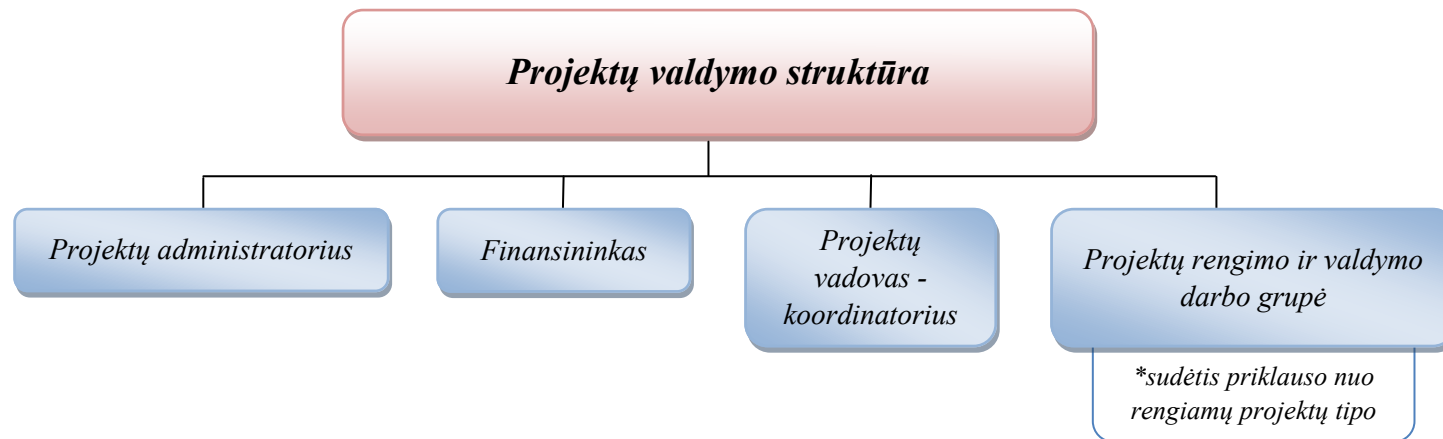 Projektų valdymo struktūra
Projektų administratorius
Finansininkas
Projektų
vadovas -
koordinatorius
Projektų rengimo ir valdymo
darbo grupė
*sudėtis priklauso nuo
rengiamų projektų tipo